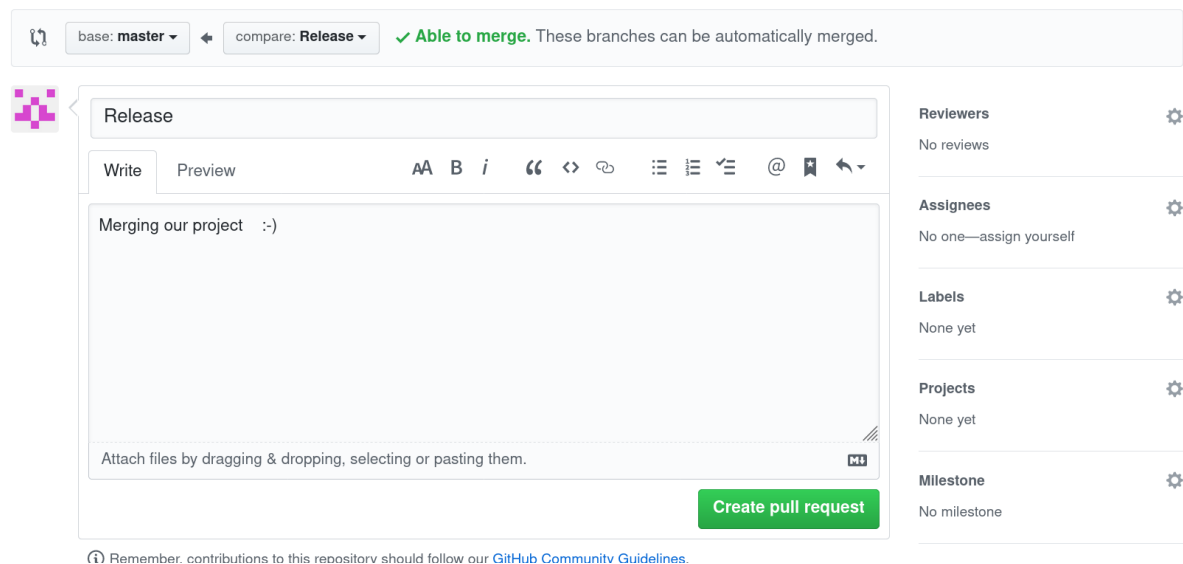 base: master compare: Release Able to merge. These branches can be automatically merged.
Release
Write Preview AA B i @
Merging our project :-)
Attach files by dragging & dropping, selecting or pasting them.
Create pull request
Remember, contributions to this repository should follow our GitHub Community Guidelines.
Reviewers
No reviews
Assignees
No one—assign yourself
Labels
None yet
Projects
None yet
Milestone
No milestone